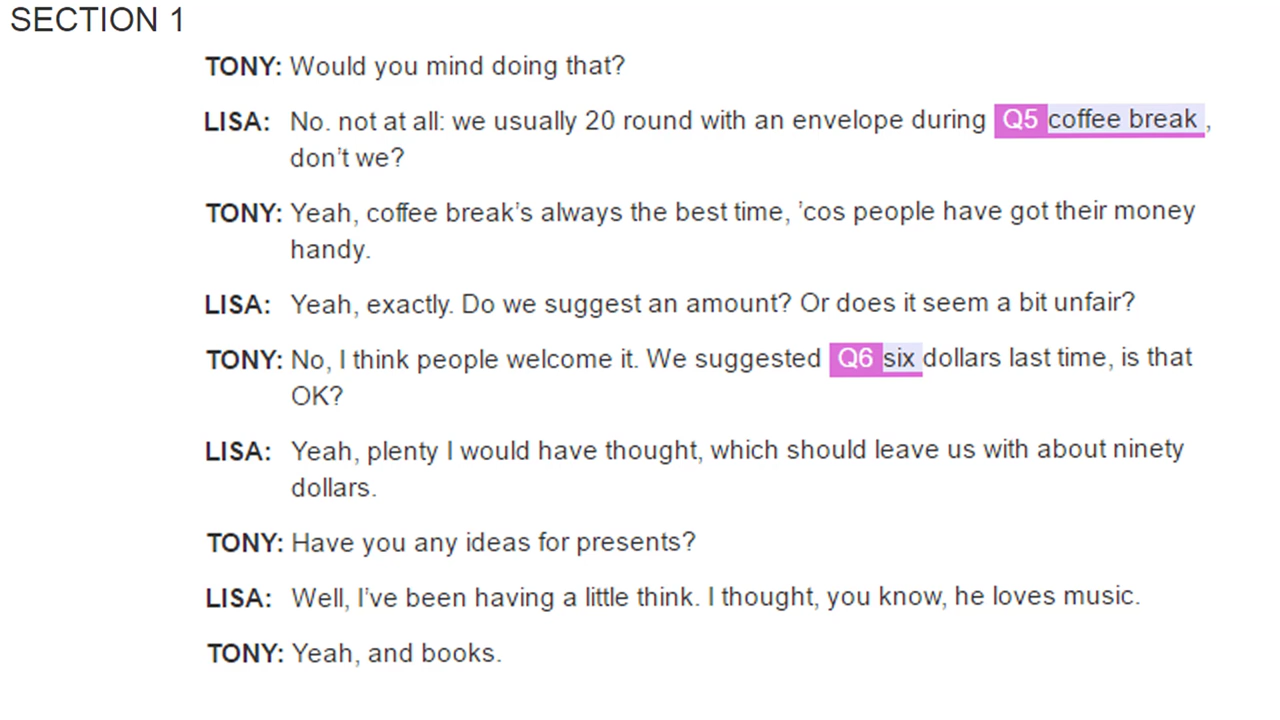 SECTION 1
TONY: Would you mind doing that?
LISA: No. not at all: we usually 20 round with an envelope during Q5 coffee break ,
don't we?
TONY: Yeah, coffee break's always the best time, 'cos people have got their money
handy.
LISA: Yeah, exactly. Do we suggest an amount? Or does it seem a bit unfair?
TONY: No, I think people welcome it. We suggested Q6 six dollars last time, is that
OK?
LISA: Yeah, plenty I would have thought, which should leave us with about ninety
dollars.
TONY: Have you any ideas for presents?
LISA: Well, I've been having a little think. I thought, you know, he loves music.
TONY: Yeah, and books.